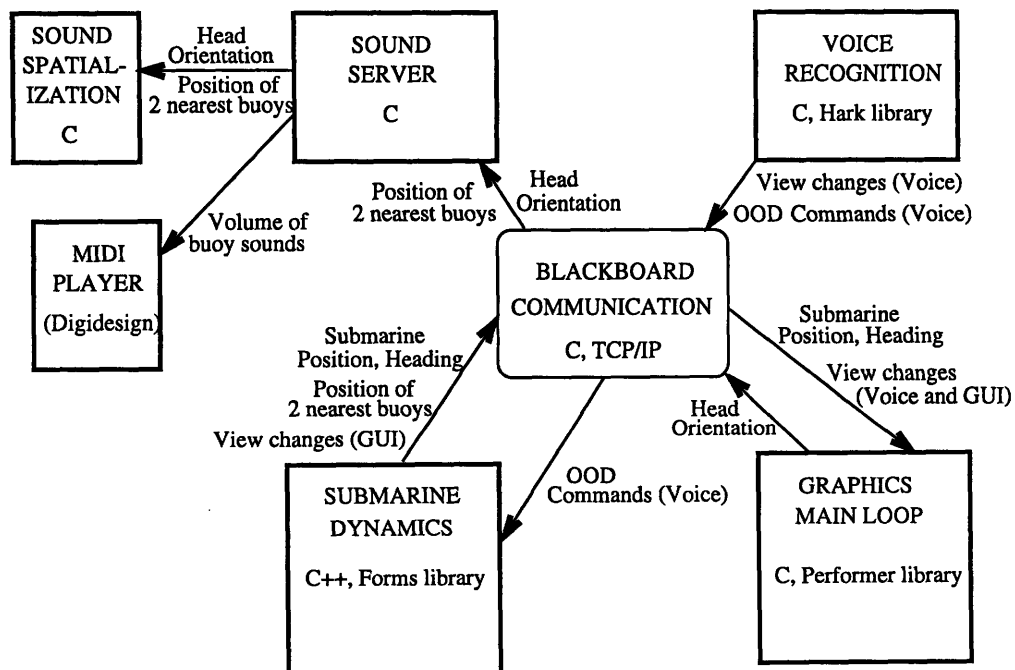 SOUND
SPATIAL-
IZATION
C
Head
Orientation
Position of
2 nearest buoys
SOUND
SERVER
C
VOICE
RECOGNITION
C, Hark library
Position of
2 nearest buoys
Head
Orientation
View changes (Voice)
OOD Commands (Voice)
Volume of
buoy sounds
MIDI
PLAYER
(Digidesign)
BLACKBOARD
COMMUNICATION
C, TCP/IP
Submarine
Position, Heading
Position of
2 nearest buoys
View changes (GUI)
Submarine
Position, Heading
View changes
(Voice and GUI)
Head
Orientation
OOD
Commands (Voice)
SUBMARINE
DYNAMICS
C++, Forms library
GRAPHICS
MAIN LOOP
C, Performer library